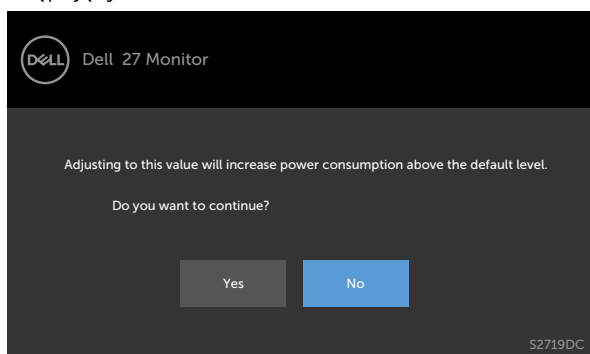 DELL
Dell 27 Monitor
Adjusting to this value will increase power consumption above the default level.
Do you want to continue?
Yes
No
S2719DC